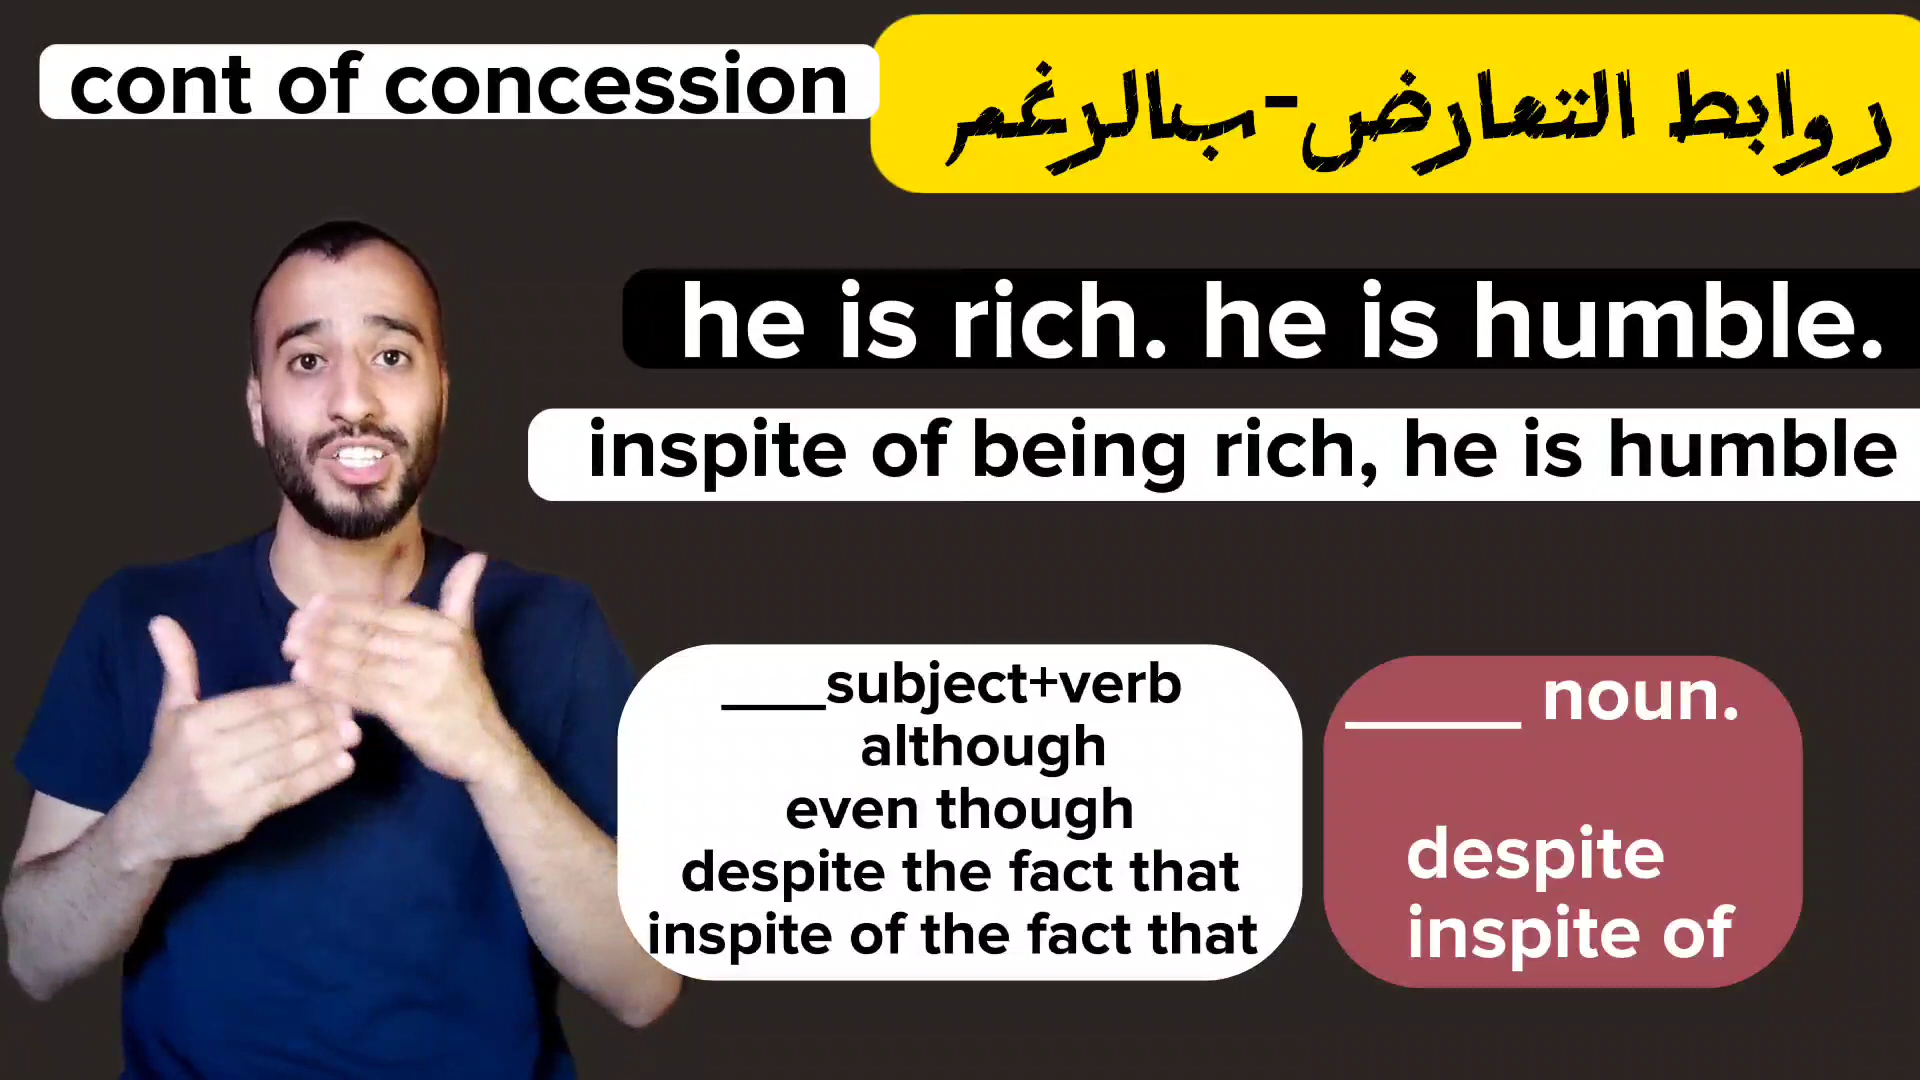 cont of concession
روابط التعارض-بالرغم
he is rich. he is humble.
inspite of being rich, he is humble
____subject+verb
although
even though
despite the fact that
inspite of the fact that
_____ noun.
despite
inspite of